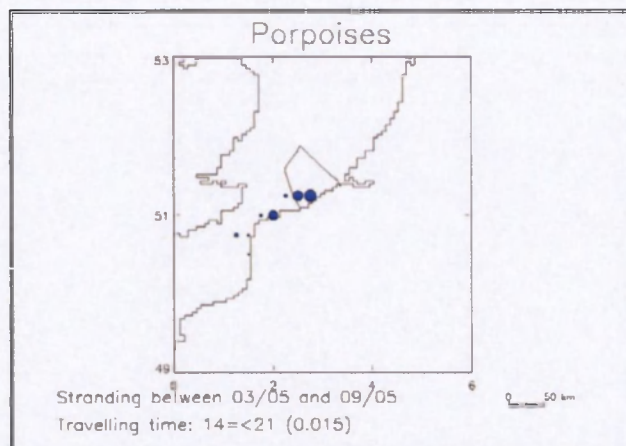 Porpoises
53
51
49
0 2 4 6
Stranding between 03/05 and 09/05
0 50 km
Travelling time: 14=<21 (0.015)